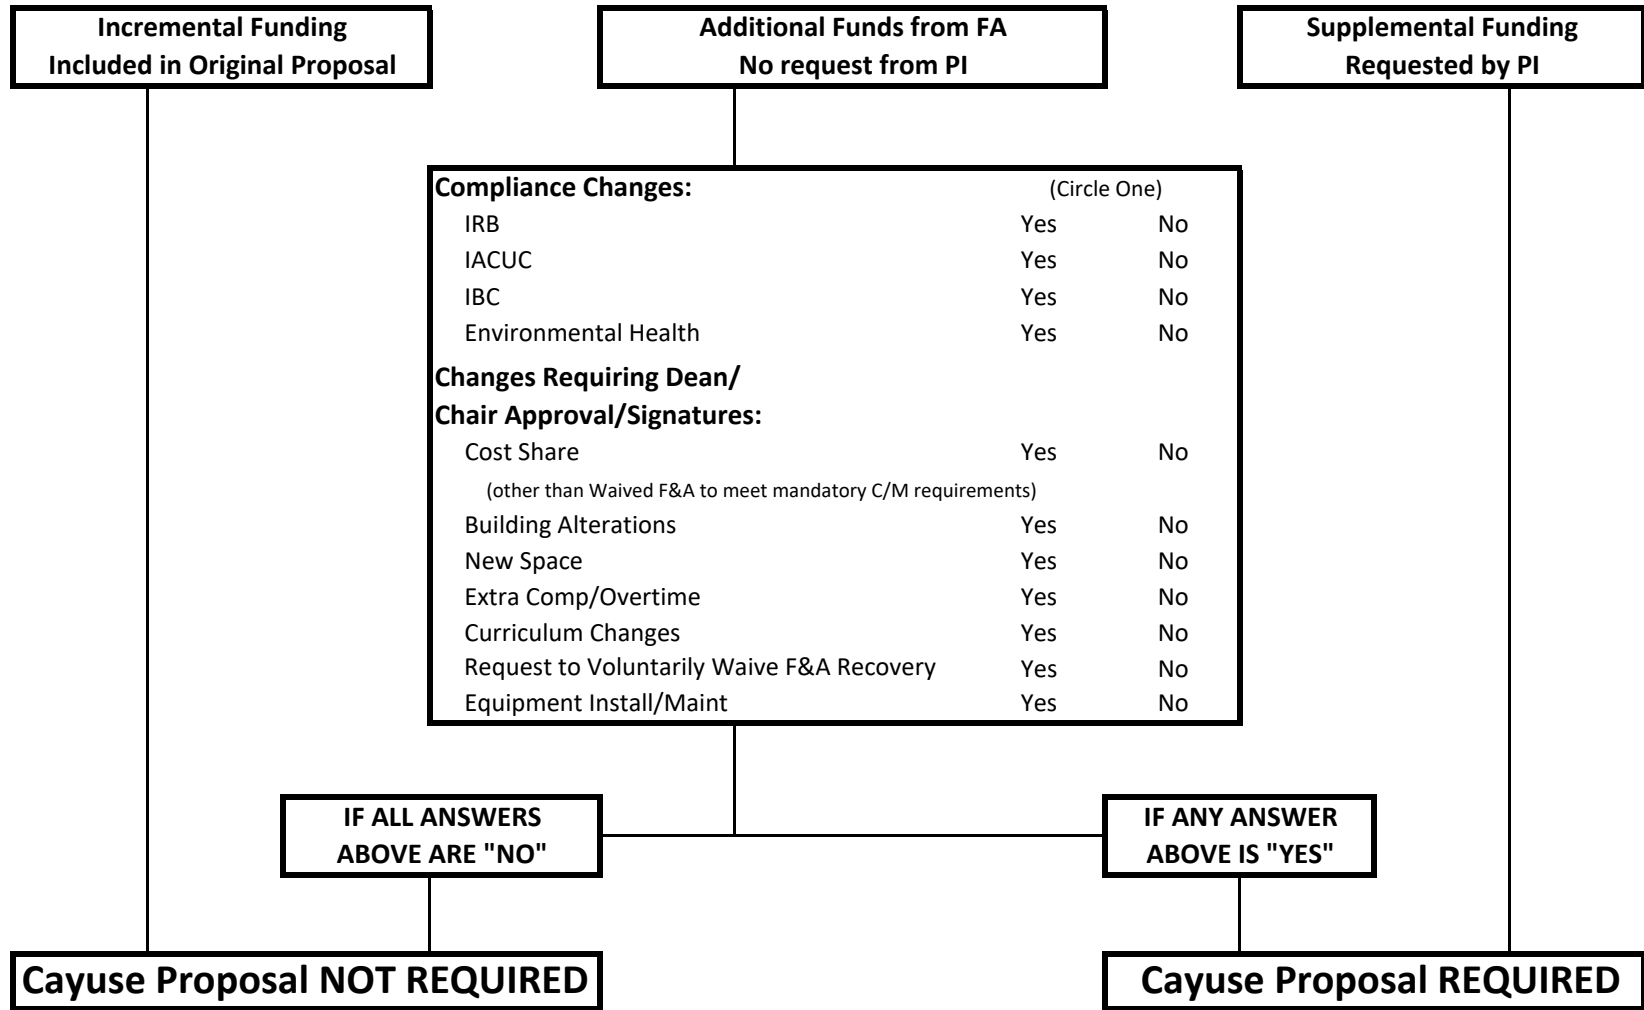 Incremental Funding
Included in Original Proposal
Additional Funds from FA
No request from PI
Supplemental Funding
Requested by PI
Compliance Changes: (Circle One)
IRB Yes No
IACUC Yes No
IBC Yes No
Environmental Health Yes No
Changes Requiring Dean/
Chair Approval/Signatures:
Cost Share Yes No
(other than Waived F&A to meet mandatory C/M requirements)
Building Alterations Yes No
New Space Yes No
Extra Comp/Overtime Yes No
Curriculum Changes Yes No
Request to Voluntarily Waive F&A Recovery Yes No
Equipment Install/Maint Yes No
IF ALL ANSWERS
ABOVE ARE "NO"
IF ANY ANSWER
ABOVE IS "YES"
Cayuse Proposal NOT REQUIRED
Cayuse Proposal REQUIRED